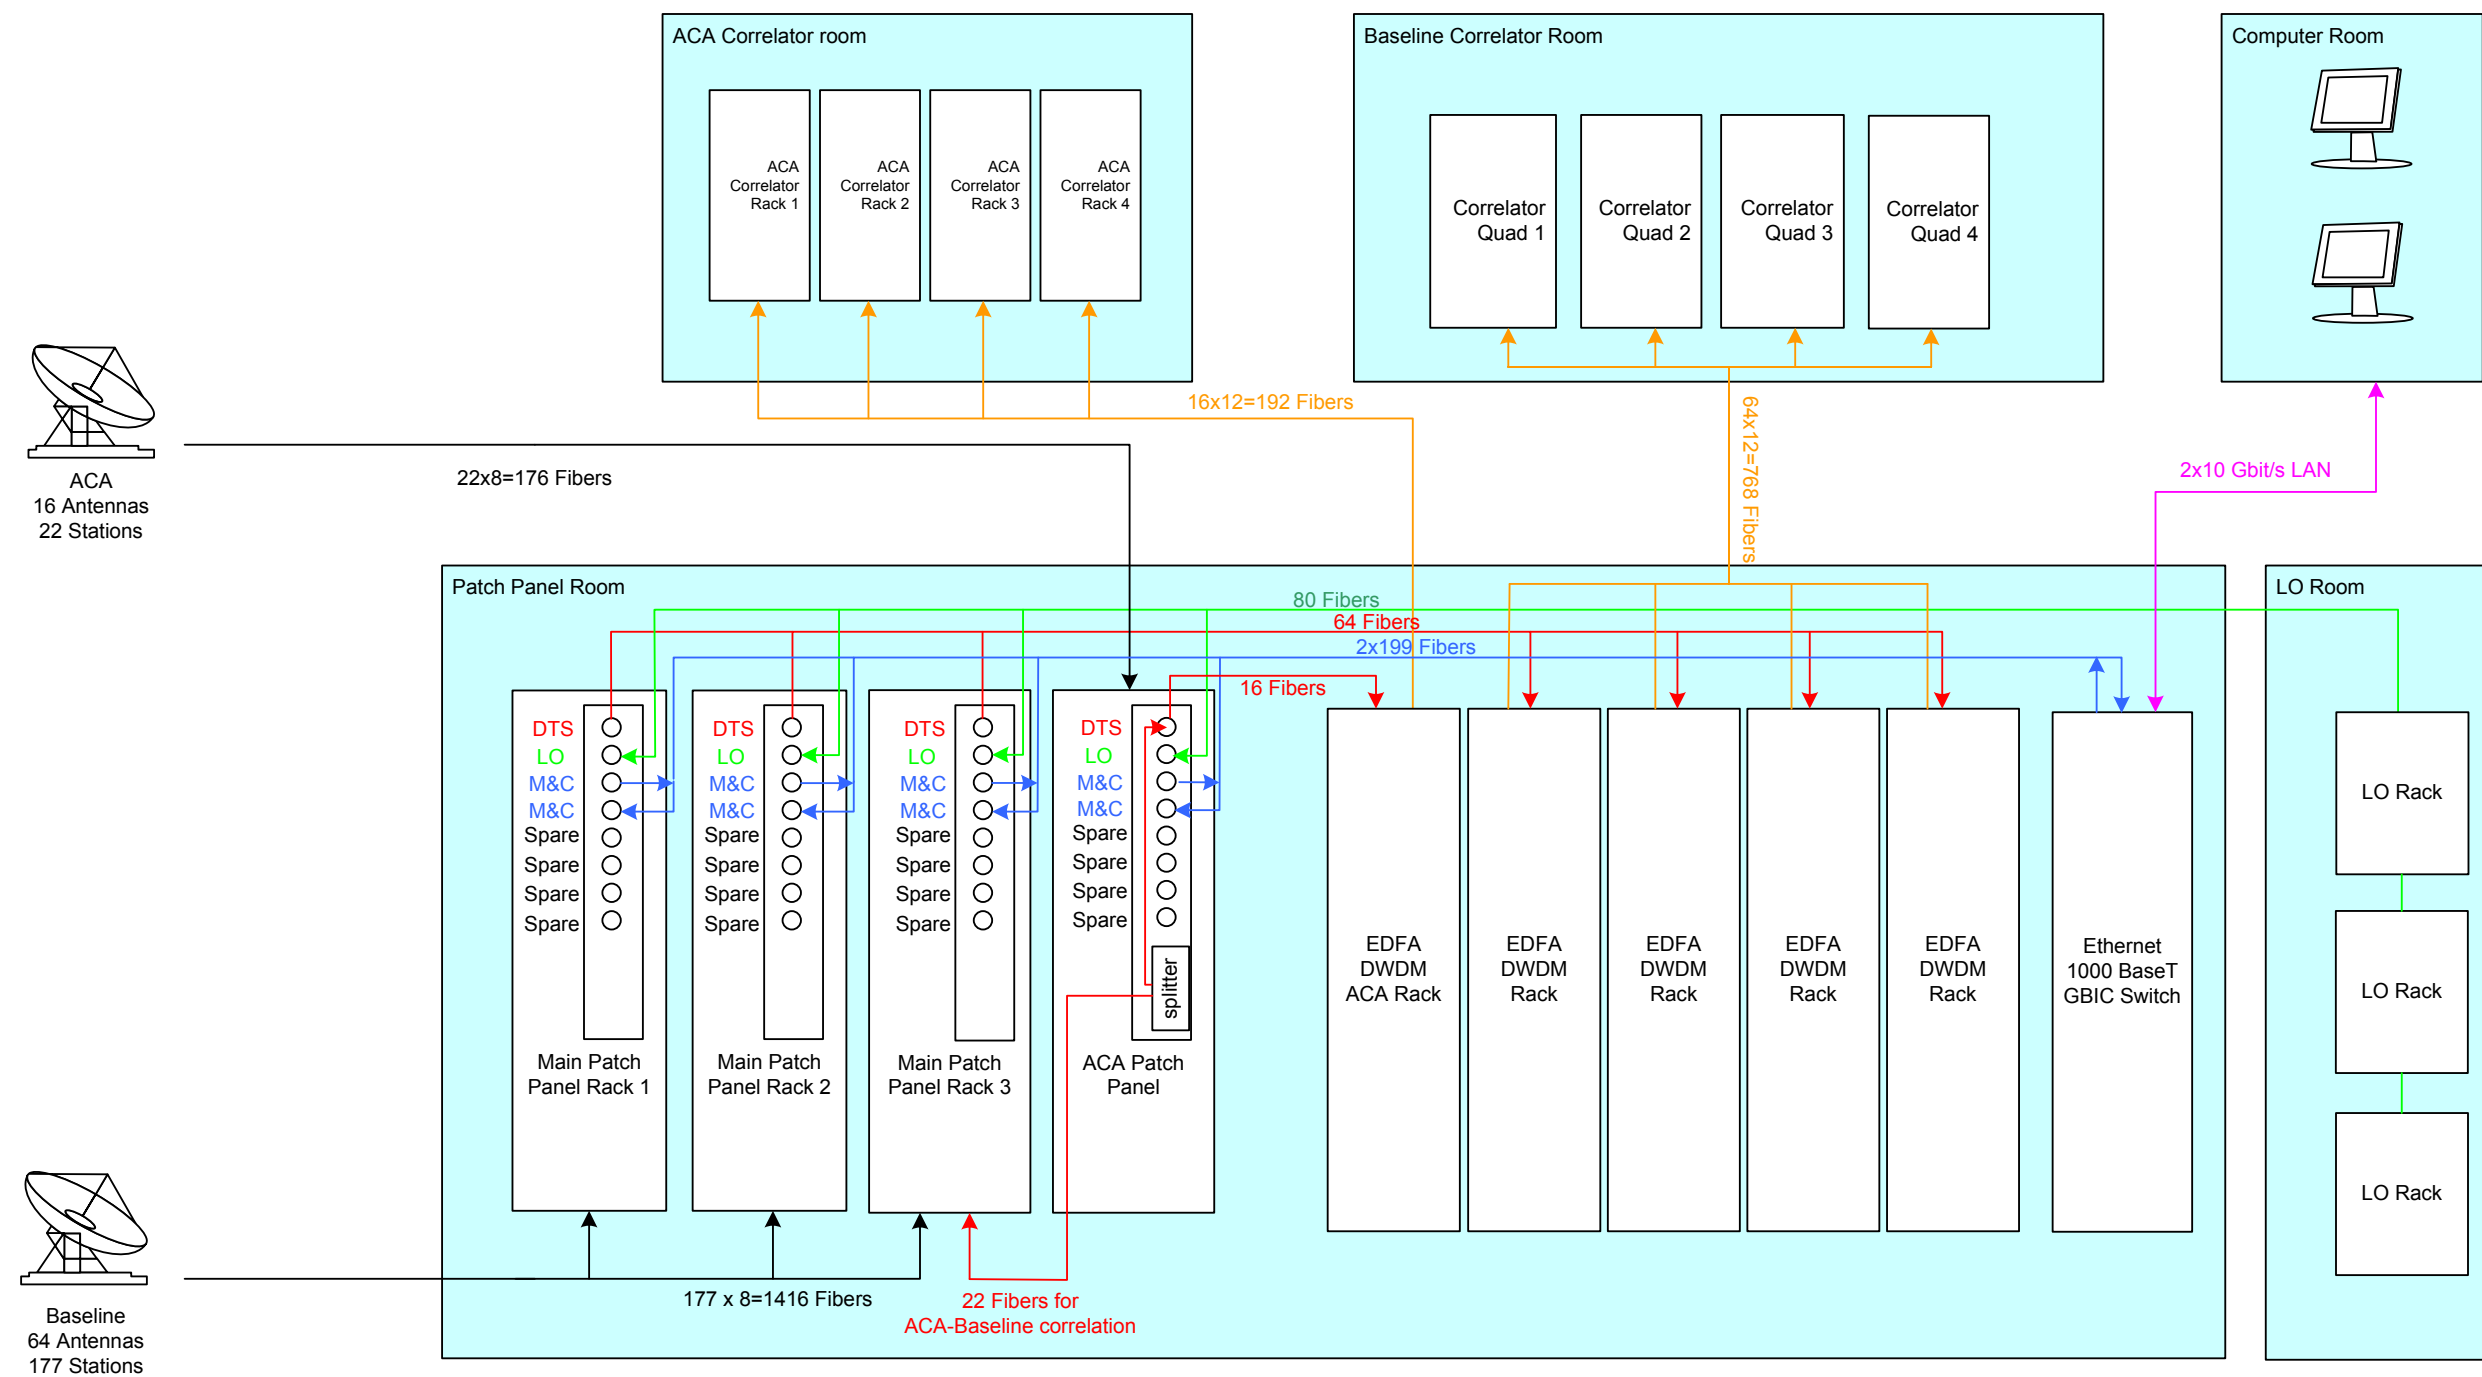 ACA Correlator room
Baseline Correlator Room
Computer Room
ACA
Correlator
Rack 1
ACA
Correlator
Rack 2
ACA
Correlator
Rack 3
ACA
Correlator
Rack 4
Correlator
Quad 1
Correlator
Quad 2
Correlator
Quad 3
Correlator
Quad 4
16x12=192 Fibers
64x12=768 Fibers
2x10 Gbit/s LAN
22x8=176 Fibers
ACA
16 Antennas
22 Stations
Patch Panel Room
LO Room
80 Fibers
64 Fibers
2x199 Fibers
16 Fibers
DTS
LO
M&C
M&C
Spare
Spare
Spare
Spare
Main Patch
Panel Rack 1
DTS
LO
M&C
M&C
Spare
Spare
Spare
Spare
Main Patch
Panel Rack 2
DTS
LO
M&C
M&C
Spare
Spare
Spare
Spare
Main Patch
Panel Rack 3
DTS
LO
M&C
M&C
Spare
Spare
Spare
Spare
splitter
ACA Patch
Panel
EDFA
DWDM
ACA Rack
EDFA
DWDM
Rack
EDFA
DWDM
Rack
EDFA
DWDM
Rack
EDFA
DWDM
Rack
Ethernet
1000 BaseT
GBIC Switch
LO Rack
LO Rack
LO Rack
177 x 8=1416 Fibers
22 Fibers for
ACA-Baseline correlation
Baseline
64 Antennas
177 Stations